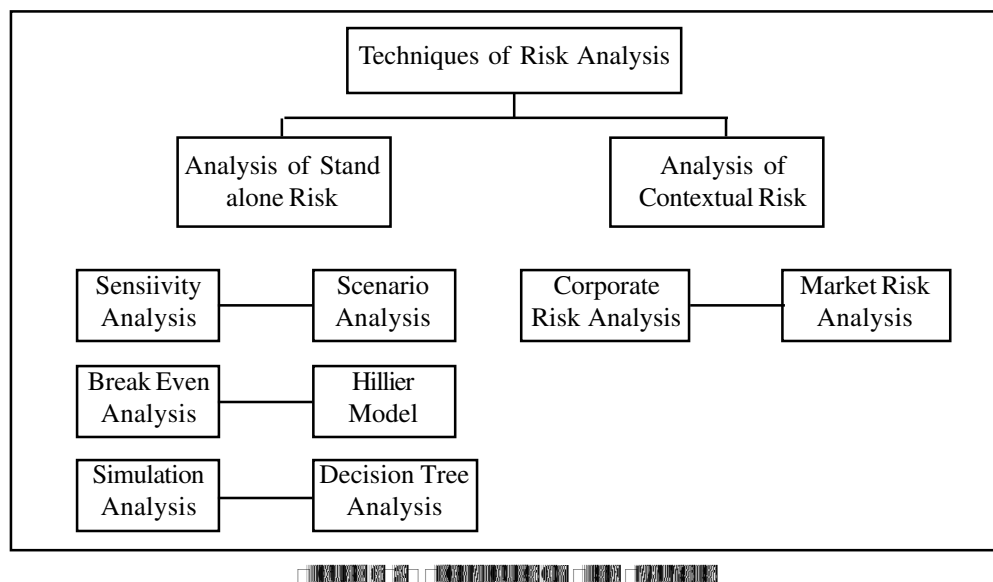 Techniques of Risk Analysis
Analysis of Stand
alone Risk
Analysis of
Contextual Risk
Sensiivity
Analysis
Scenario
Analysis
Corporate
Risk Analysis
Market Risk
Analysis
Break Even
Analysis
Hillier
Model
Simulation
Analysis
Decision Tree
Analysis